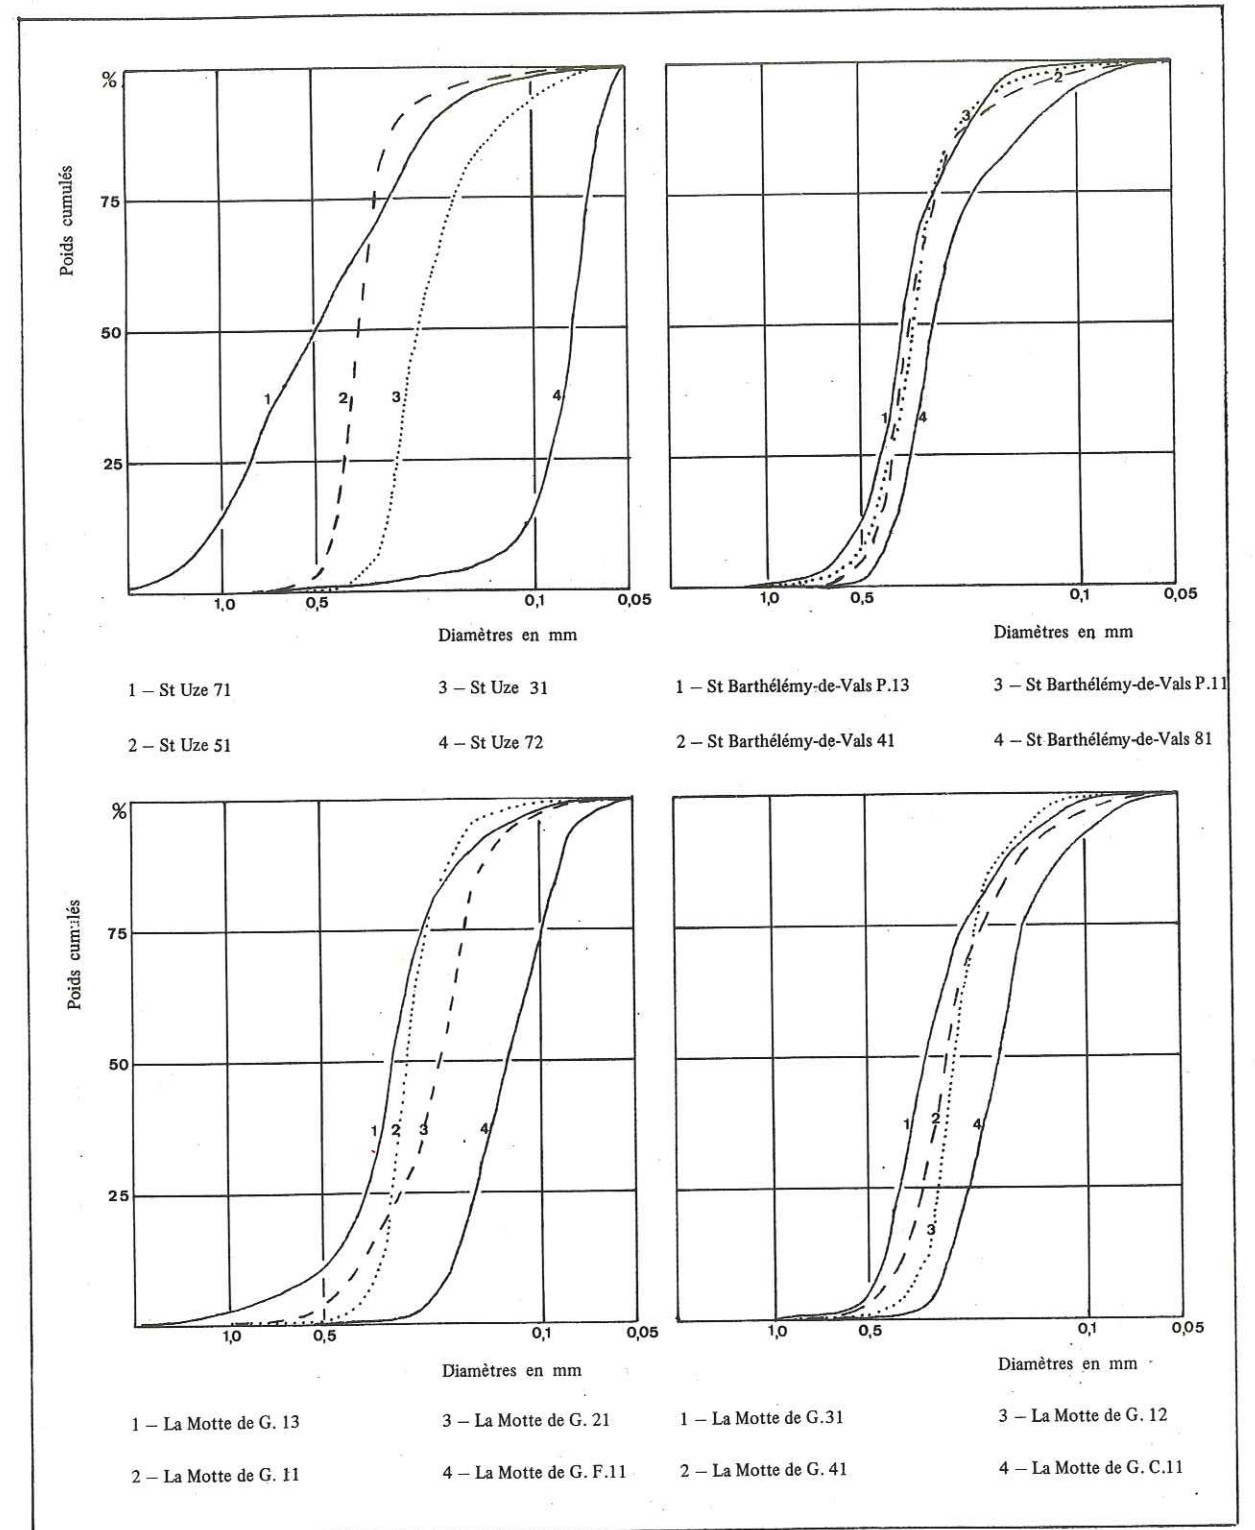 %
Poids cumulés
75
50
25
1
2
3
4
1,0
0,5
0,1
0,05
Diamètres en mm
1 – St Uze 71
3 – St Uze 31
2 – St Uze 51
4 – St Uze 72
2
3
1
4
1,0
0,5
0,1
0,05
Diamètres en mm
1 – St Barthélémy-de-Vals P.13
3 – St Barthélémy-de-Vals P.11
2 – St Barthélémy-de-Vals 41
4 – St Barthélémy-de-Vals 81
%
Poids cumulés
75
50
25
1
2
3
4
1,0
0,5
0,1
0,05
Diamètres en mm
1 – La Motte de G. 13
3 – La Motte de G. 21
2 – La Motte de G. 11
4 – La Motte de G. F.11
1
2
4
3
1,0
0,5
0,1
0,05
Diamètres en mm
1 – La Motte de G.31
3 – La Motte de G. 12
2 – La Motte de G. 41
4 – La Motte de G. C.11